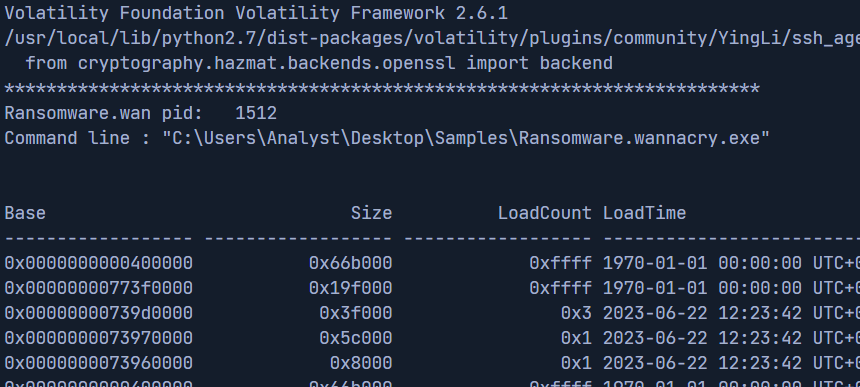 Volatility Foundation Volatility Framework 2.6.1
/usr/local/lib/python2.7/dist-packages/volatility/plugins/community/YingLi/ssh_age
from cryptography.hazmat.backends.openssl import backend
************************************************************************
Ransomware.wan pid:   1512
Command line : "C:\Users\Analyst\Desktop\Samples\Ransomware.wannacry.exe"
Base                             Size          LoadCount LoadTime
------------------ ------------------ ------------------ ------------------------
0x0000000000400000           0x66b000             0xffff 1970-01-01 00:00:00 UTC+0
0x00000000773f0000           0x19f000             0xffff 1970-01-01 00:00:00 UTC+0
0x00000000739d0000            0x3f000                0x3 2023-06-22 12:23:42 UTC+0
0x0000000073970000            0x5c000                0x1 2023-06-22 12:23:42 UTC+0
0x0000000073960000             0x8000                0x1 2023-06-22 12:23:42 UTC+0